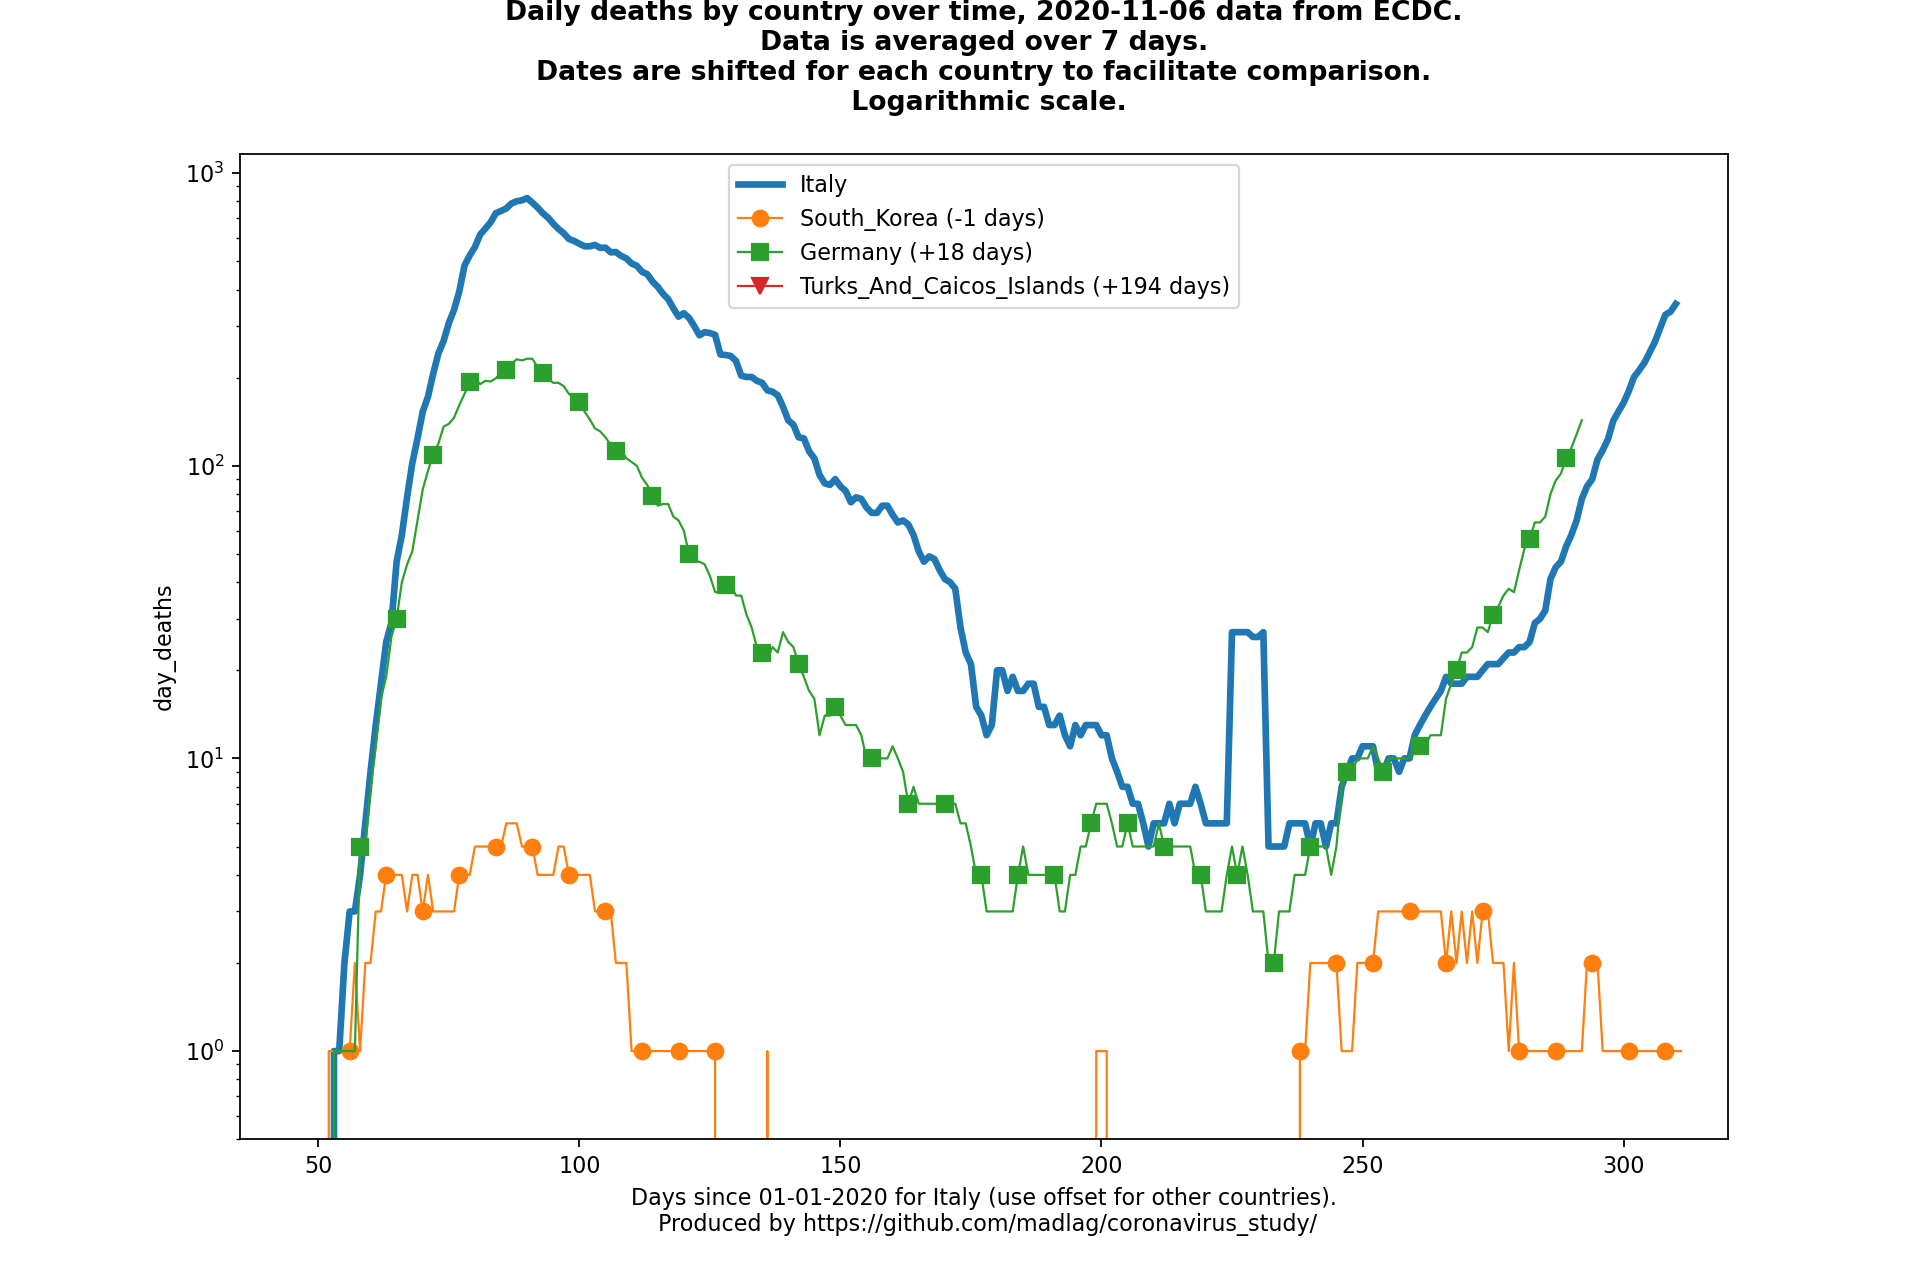 Daily deaths by country over time, 2020-11-06 data from ECDC.
Data is averaged over 7 days.
Dates are shifted for each country to facilitate comparison.
Logarithmic scale.
10³
10²
10¹
10⁰
day_deaths
Italy
South_Korea (-1 days)
Germany (+18 days)
Turks_And_Caicos_Islands (+194 days)
50 100 150 200 250 300
Days since 01-01-2020 for Italy (use offset for other countries).
Produced by https://github.com/madlag/coronavirus_study/